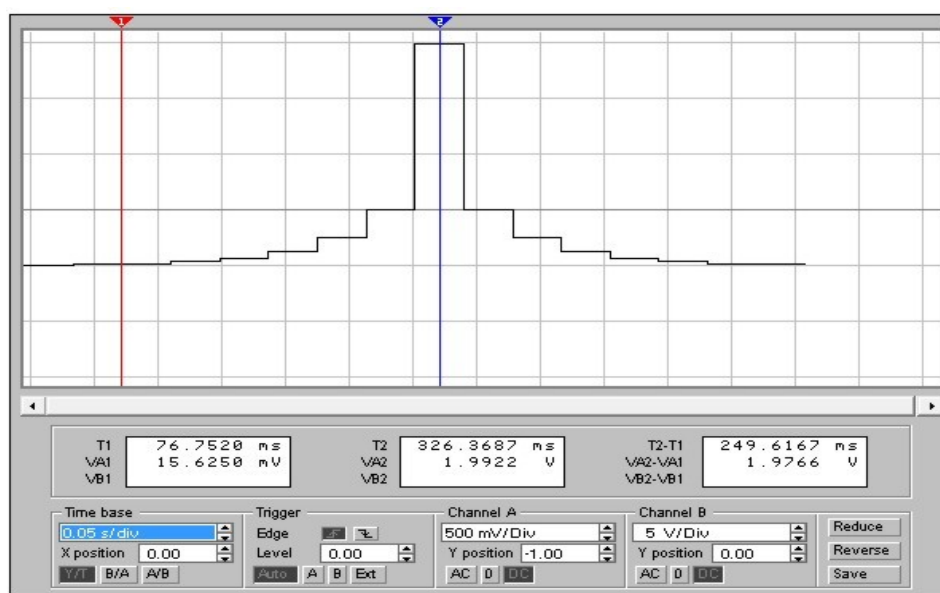 1 2
T1 76.7520 ms T2 326.3687 ms T2-T1 249.6167 ms
VA1 15.6250 mV VA2 1.9922 V VA2-VA1 1.9766 V
VB1 VB2 VB2-VB1
Time base Trigger Channel A Channel B
0.05 s/div Edge 500 mV/Div 5 V/Div Reduce
X position 0.00 Level 0.00 Y position -1.00 Y position 0.00 Reverse
Y/T B/A A/B Auto A B Ext AC 0 DC AC 0 DC Save